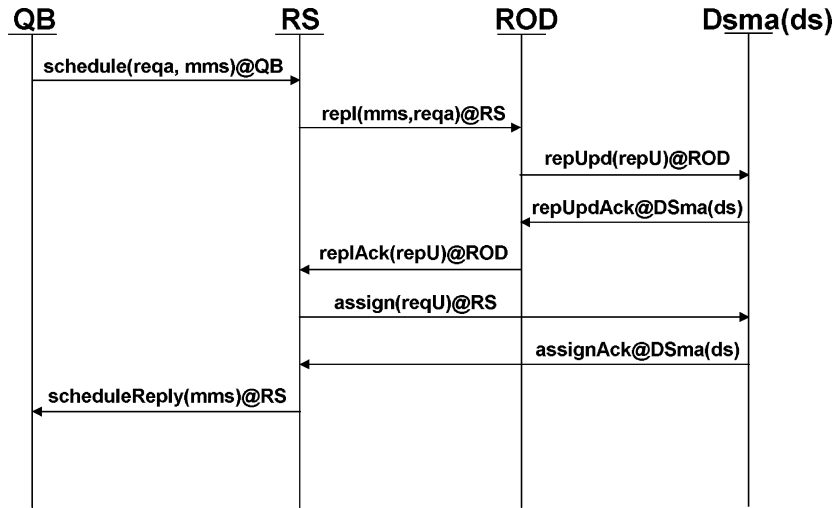 QB RS ROD Dsma(ds)
schedule(reqa, mms)@QB
repl(mms,reqa)@RS
repUpd(repU)@ROD
repUpdAck@DSma(ds)
replAck(repU)@ROD
assign(reqU)@RS
assignAck@DSma(ds)
scheduleReply(mms)@RS